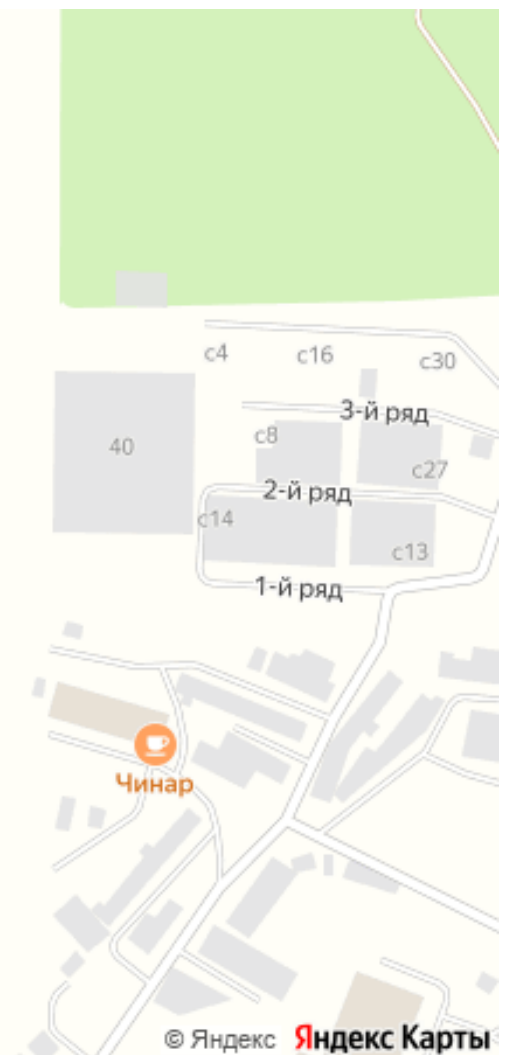 с4
с16
с30
3-й ряд
с8
40
с27
2-й ряд
с14
с13
1-й ряд
Чинар
© Яндекс Яндекс Карты